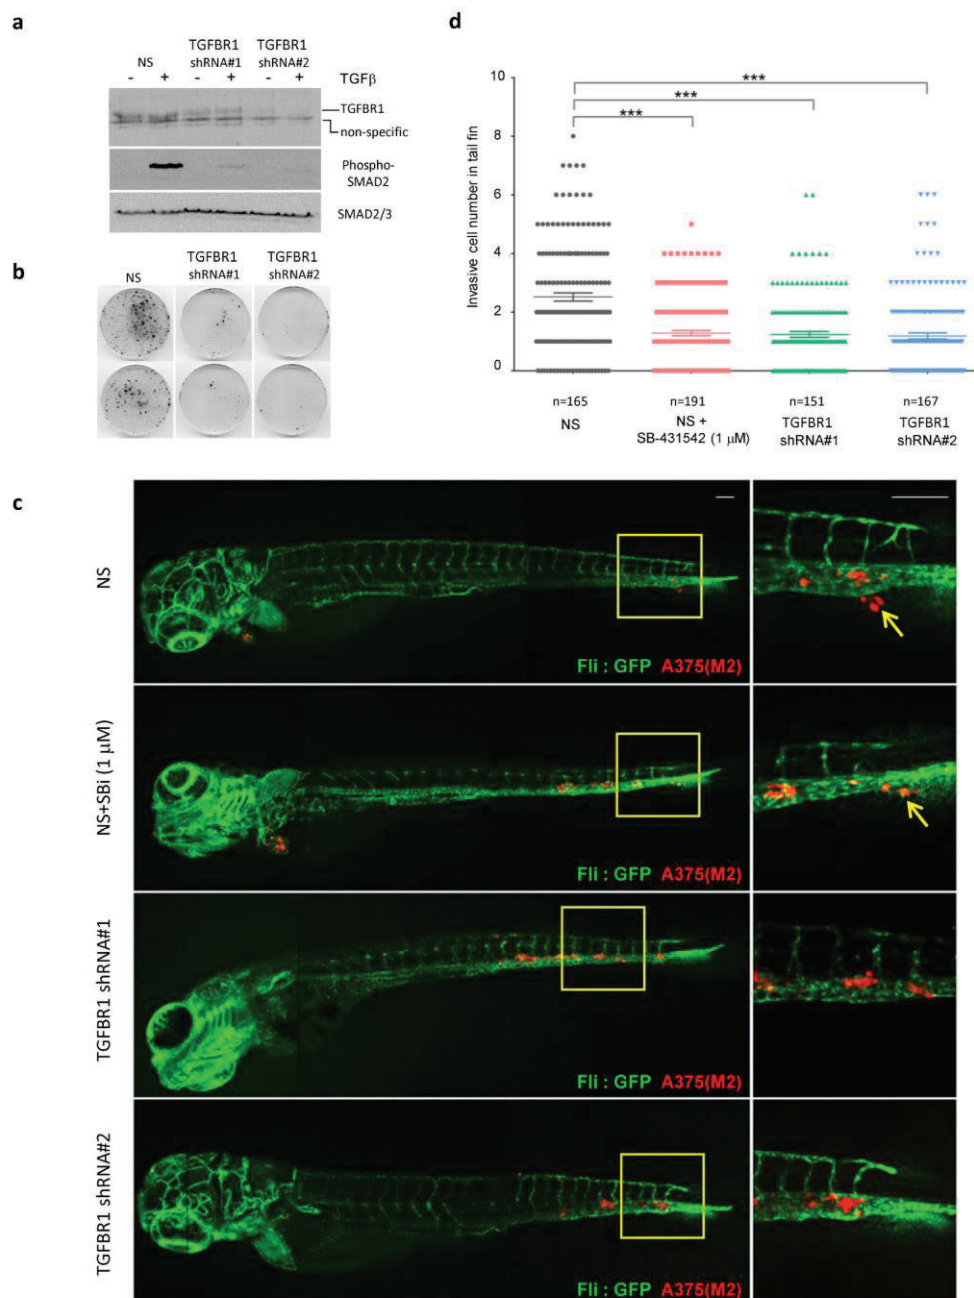 a
NS
TGFBR1
shRNA#1
TGFBR1
shRNA#2
- + - + - + TGFβ
TGFBR1
non-specific
Phospho-
SMAD2
SMAD2/3
b
NS
TGFBR1
shRNA#1
TGFBR1
shRNA#2
d
Invasive cell number in tail fin
10
8
6
4
2
0
***
***
***
n=165
NS
n=191
NS +
SB-431542 (1 μM)
n=151
TGFBR1
shRNA#1
n=167
TGFBR1
shRNA#2
c
NS
Fli : GFP A375(M2)
NS+SBi (1 μM)
Fli : GFP A375(M2)
TGFBR1 shRNA#1
Fli : GFP A375(M2)
TGFBR1 shRNA#2
Fli : GFP A375(M2)